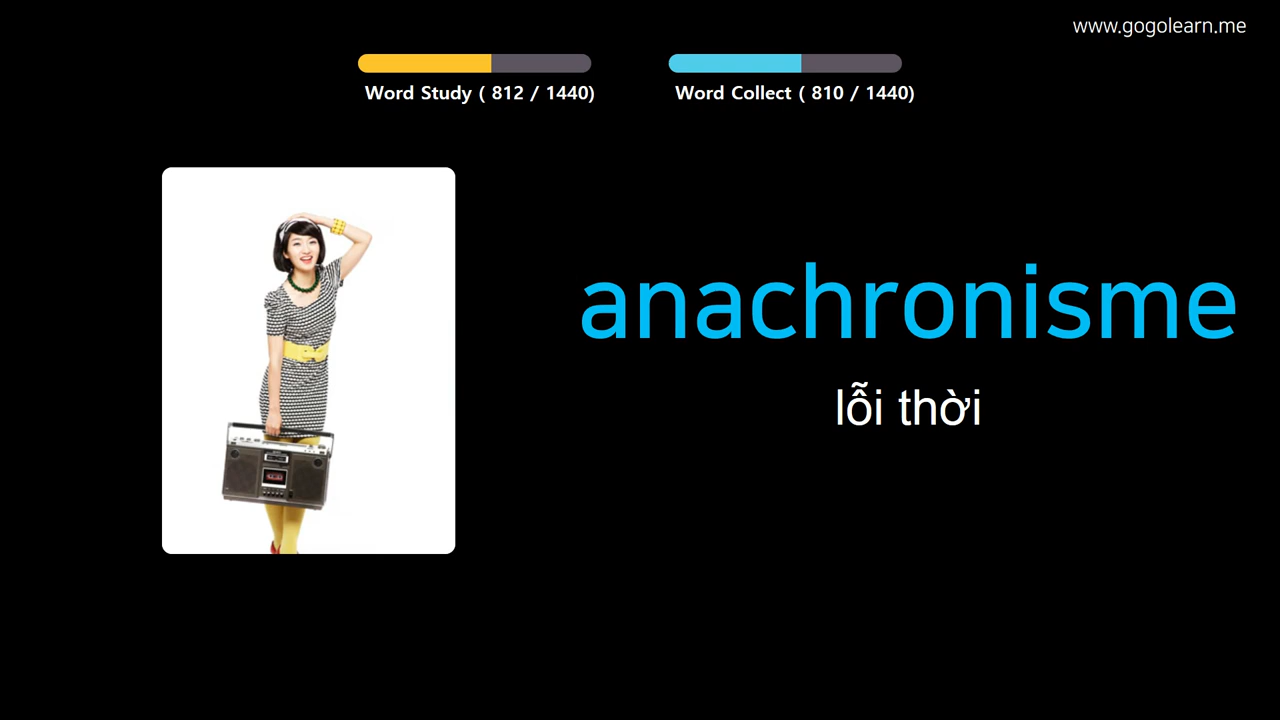 www.gogolearn.me
Word Study ( 812 / 1440)
Word Collect ( 810 / 1440)
anachronisme
lỗi thời